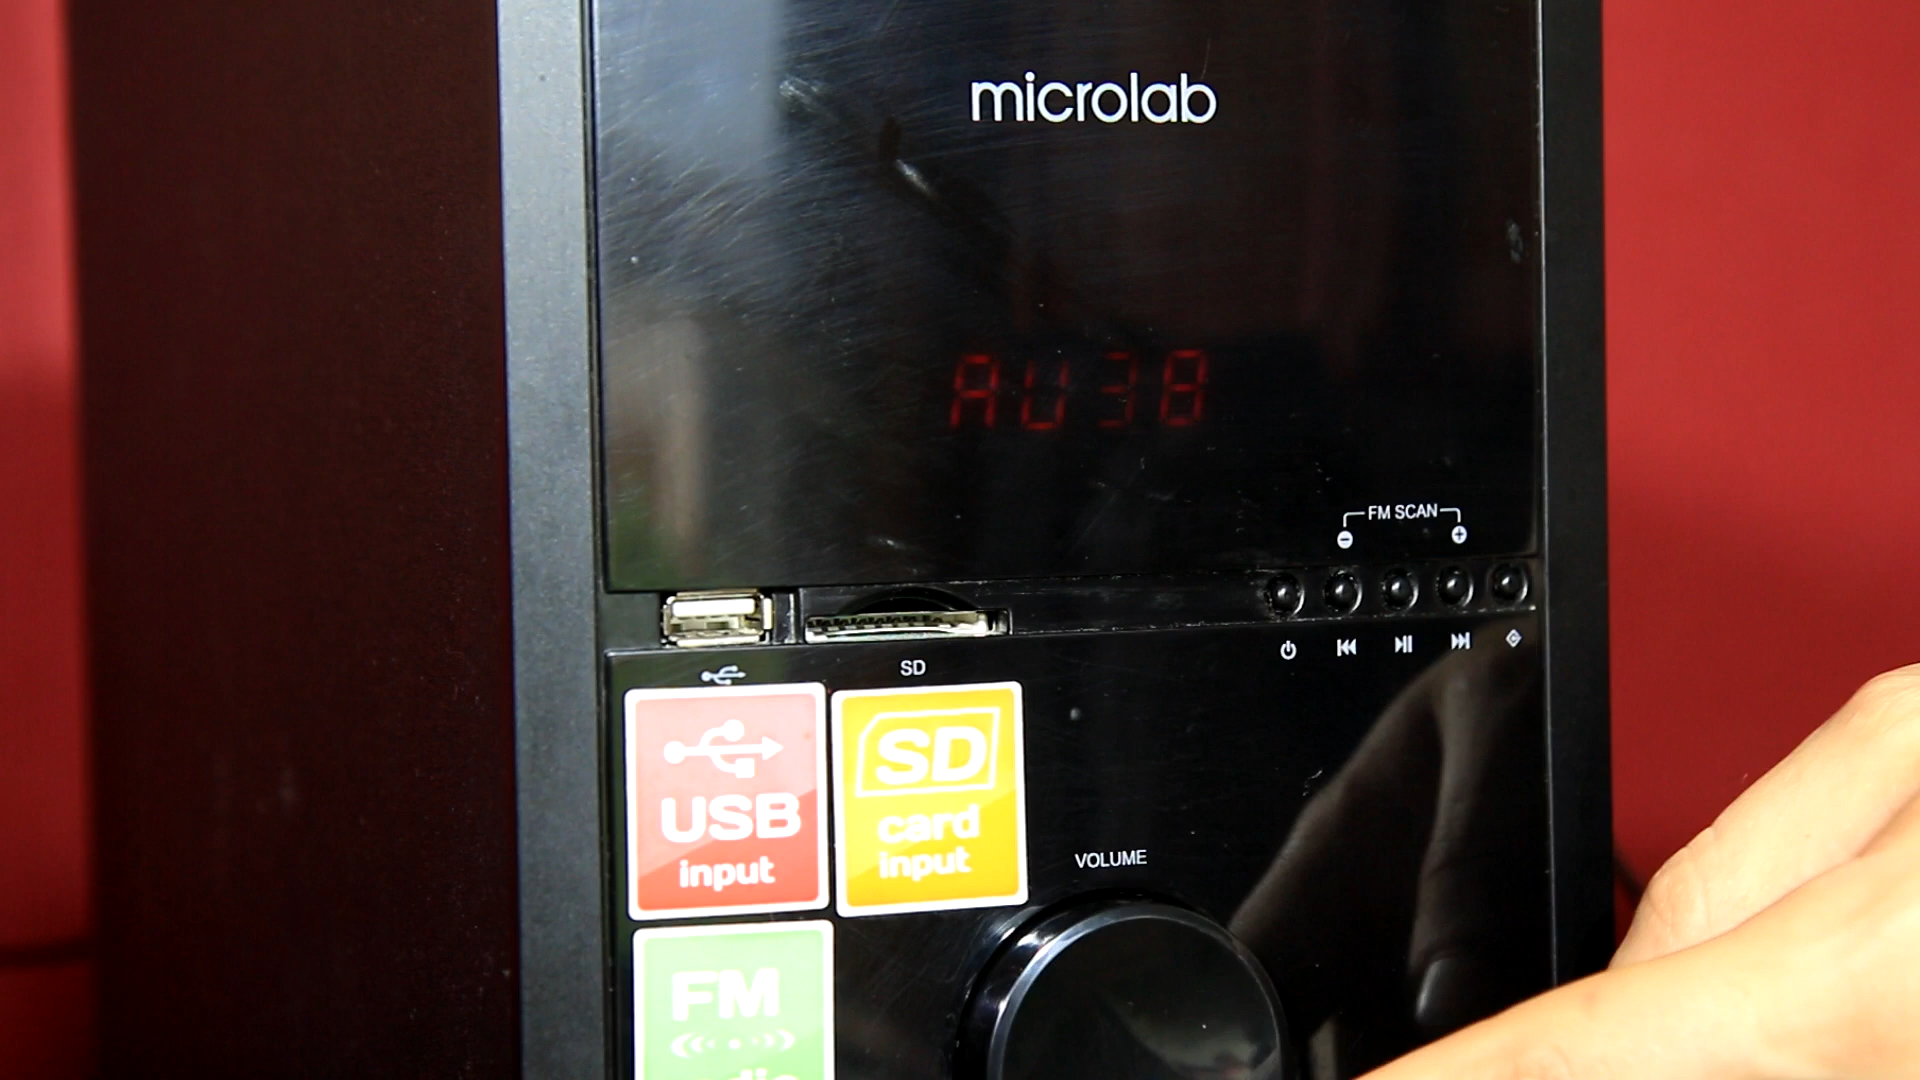 microlab
AU38
FM SCAN
SD
USB
input
SD
card
input
VOLUME
FM